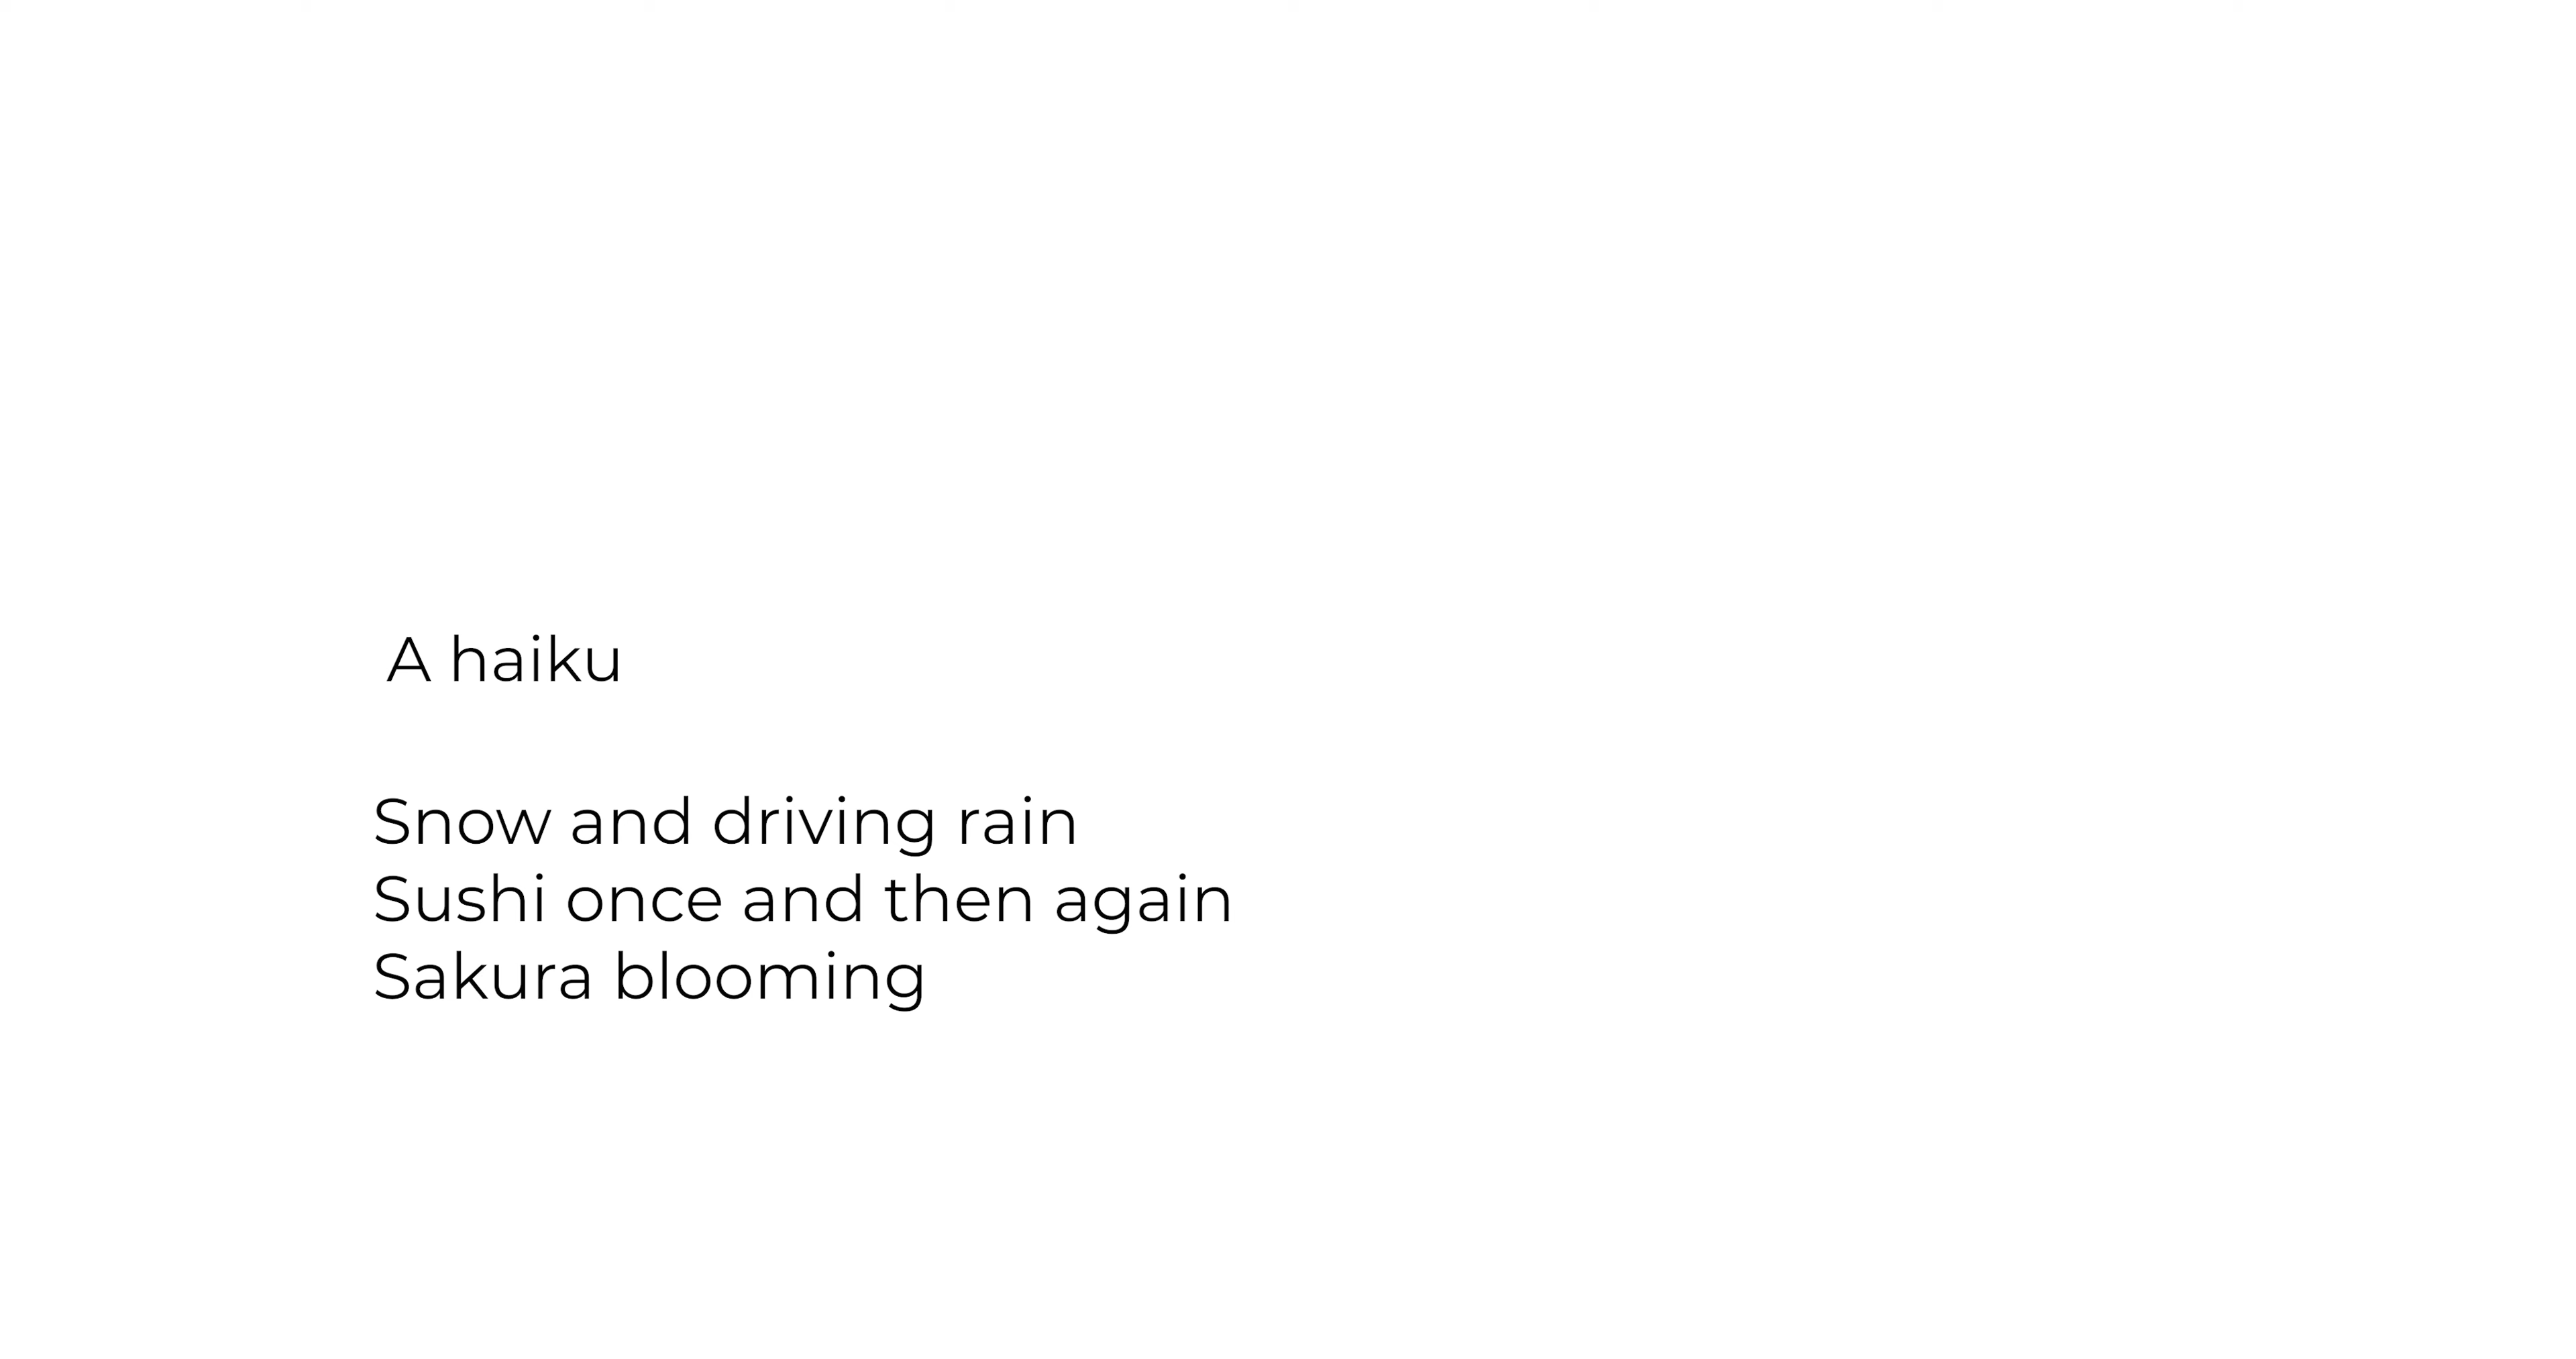 A haiku
Snow and driving rain
Sushi once and then again
Sakura blooming